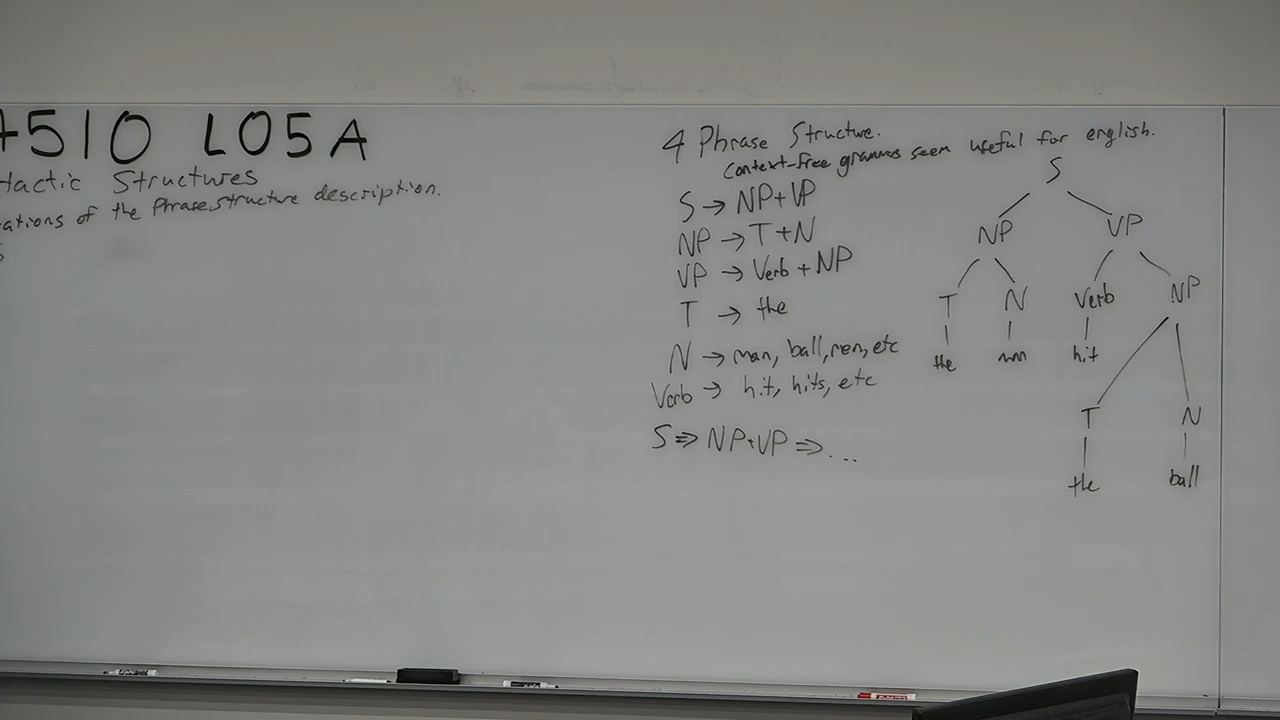 4510 L05A
tactic Structures
ations of the Phrase structure description.
4 Phrase Structure.
Context-free grammars seem useful for english.
S → NP+VP
NP → T+N
VP → Verb + NP
T → the
N → man, ball, men, etc
Verb → hit, hits, etc
S ⇒ NP+VP ⇒ ...
S
NP VP
T N Verb NP
the man hit
T N
the ball